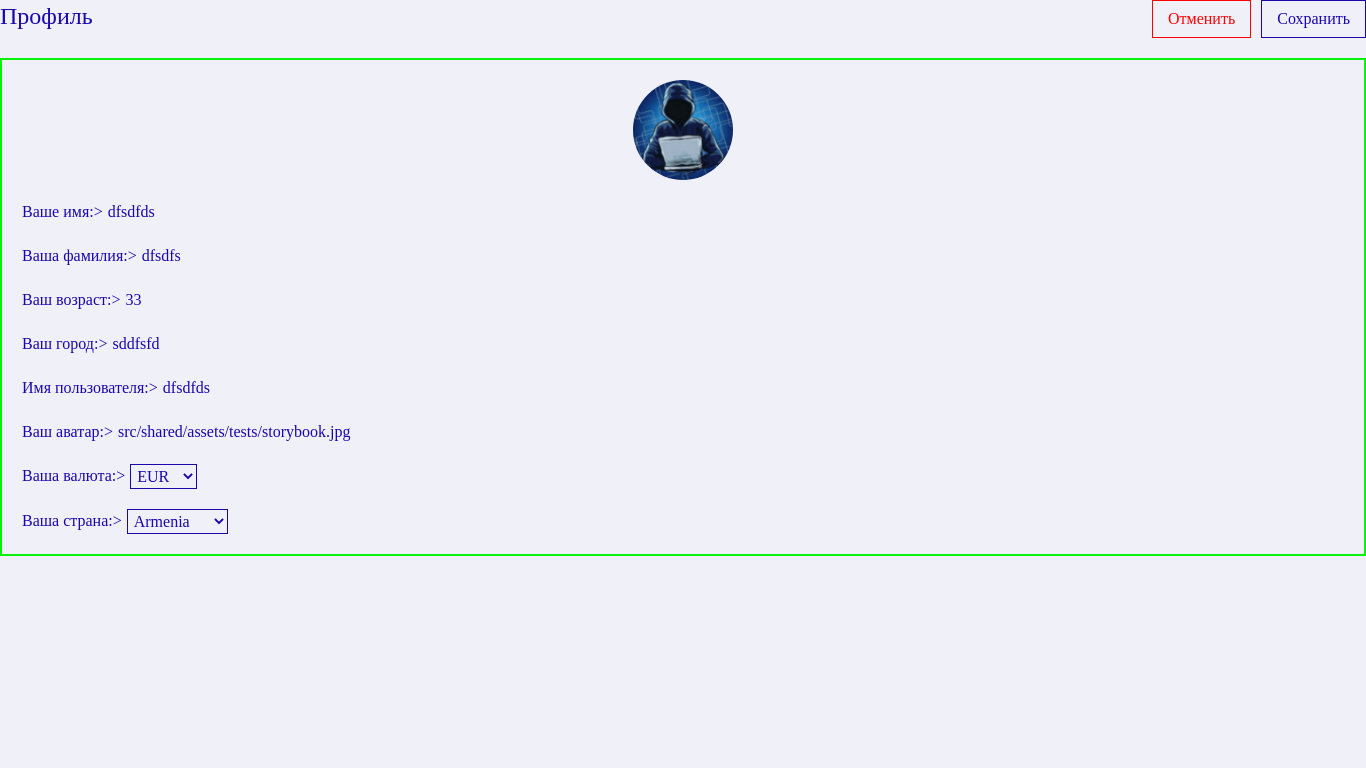 Профиль
Отменить
Сохранить
Ваше имя:> dfsdfds
Ваша фамилия:> dfsdfs
Ваш возраст:> 33
Ваш город:> sddfsfd
Имя пользователя:> dfsdfds
Ваш аватар:> src/shared/assets/tests/storybook.jpg
Ваша валюта:> EUR
Ваша страна:> Armenia